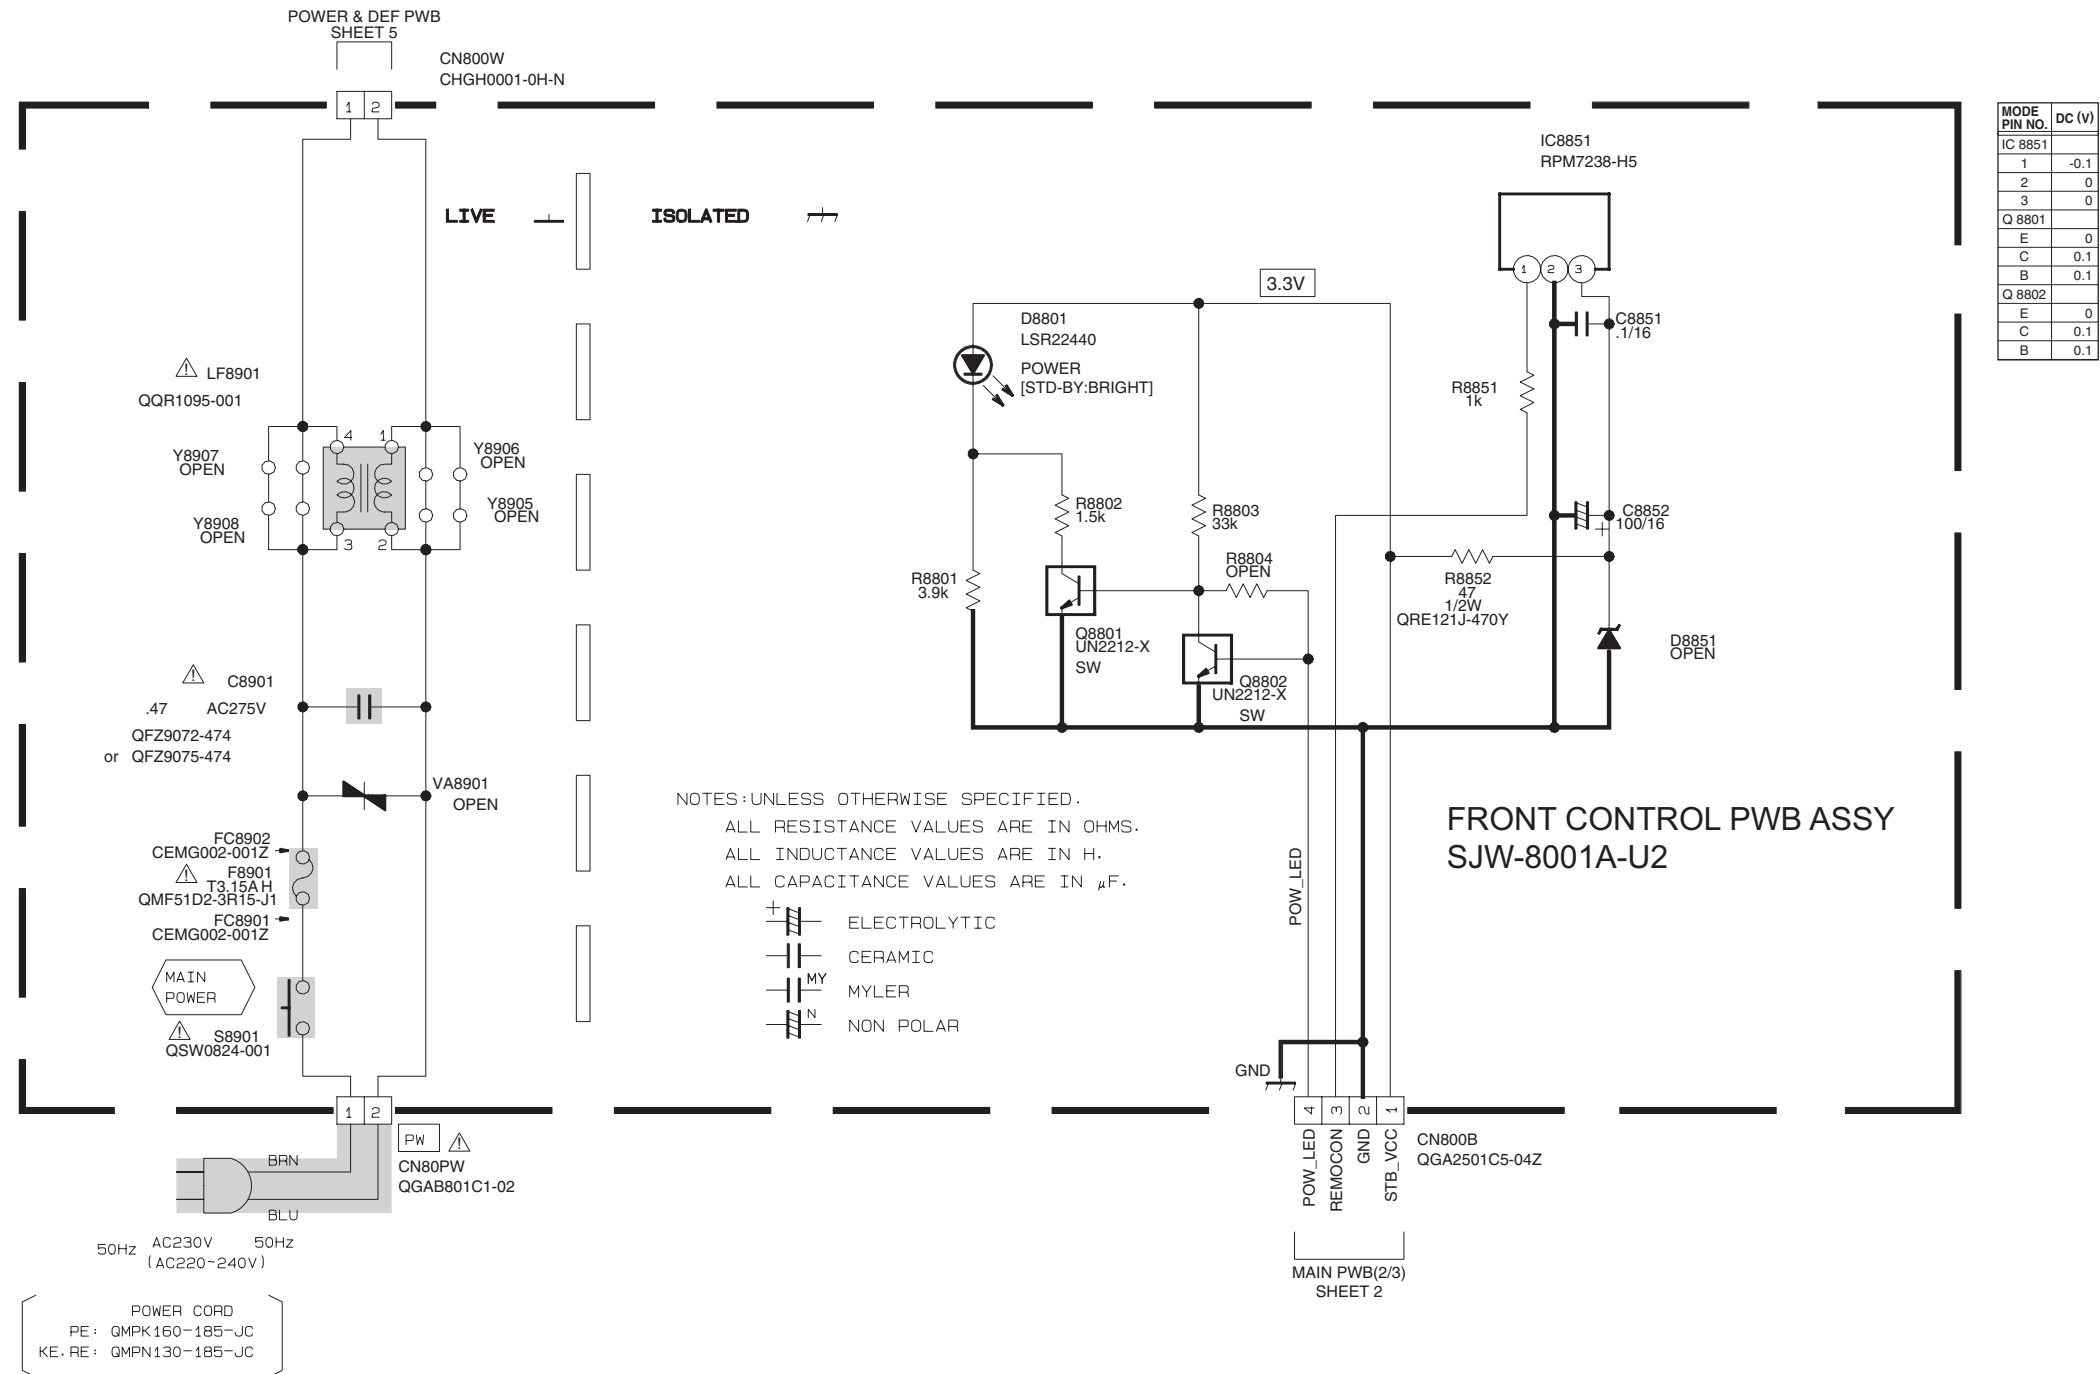 POWER & DEF PWB
SHEET 5
CN800W
CHGH0001-0H-N
1 2
LIVE
ISOLATED
LF8901
QQR1095-001
4 1
3 2
Y8907
OPEN
Y8908
OPEN
Y8906
OPEN
Y8905
OPEN
C8901
.47 AC275V
QFZ9072-474
or QFZ9075-474
VA8901
OPEN
FC8902
CEMG002-001Z
F8901
T3.15A H
QMF51D2-3R15-J1
FC8901
CEMG002-001Z
MAIN
POWER
S8901
QSW0824-001
1 2
PW
CN80PW
QGAB801C1-02
BRN
BLU
50Hz AC230V 50Hz
(AC220~240V)
POWER CORD
PE: QMPK160-185-JC
KE.RE: QMPN130-185-JC
3.3V
D8801
LSR22440
POWER
[STD-BY:BRIGHT]
R8802
1.5k
R8803
33k
R8804
OPEN
R8801
3.9k
Q8801
UN2212-X
SW
Q8802
UN2212-X
SW
IC8851
RPM7238-H5
1 2 3
C8851
.1/16
R8851
1k
C8852
100/16
+
R8852
47
1/2W
QRE121J-470Y
D8851
OPEN
NOTES:UNLESS OTHERWISE SPECIFIED.
ALL RESISTANCE VALUES ARE IN OHMS.
ALL INDUCTANCE VALUES ARE IN H.
ALL CAPACITANCE VALUES ARE IN μF.
+ ELECTROLYTIC
CERAMIC
MY MYLER
N NON POLAR
FRONT CONTROL PWB ASSY
SJW-8001A-U2
POW_LED
GND
4 3 2 1
POW_LED
REMOCON
GND
STB_VCC
CN800B
QGA2501C5-04Z
MAIN PWB(2/3)
SHEET 2
MODE
PIN NO. DC (V)
IC 8851
1 -0.1
2 0
3 0
Q 8801
E 0
C 0.1
B 0.1
Q 8802
E 0
C 0.1
B 0.1